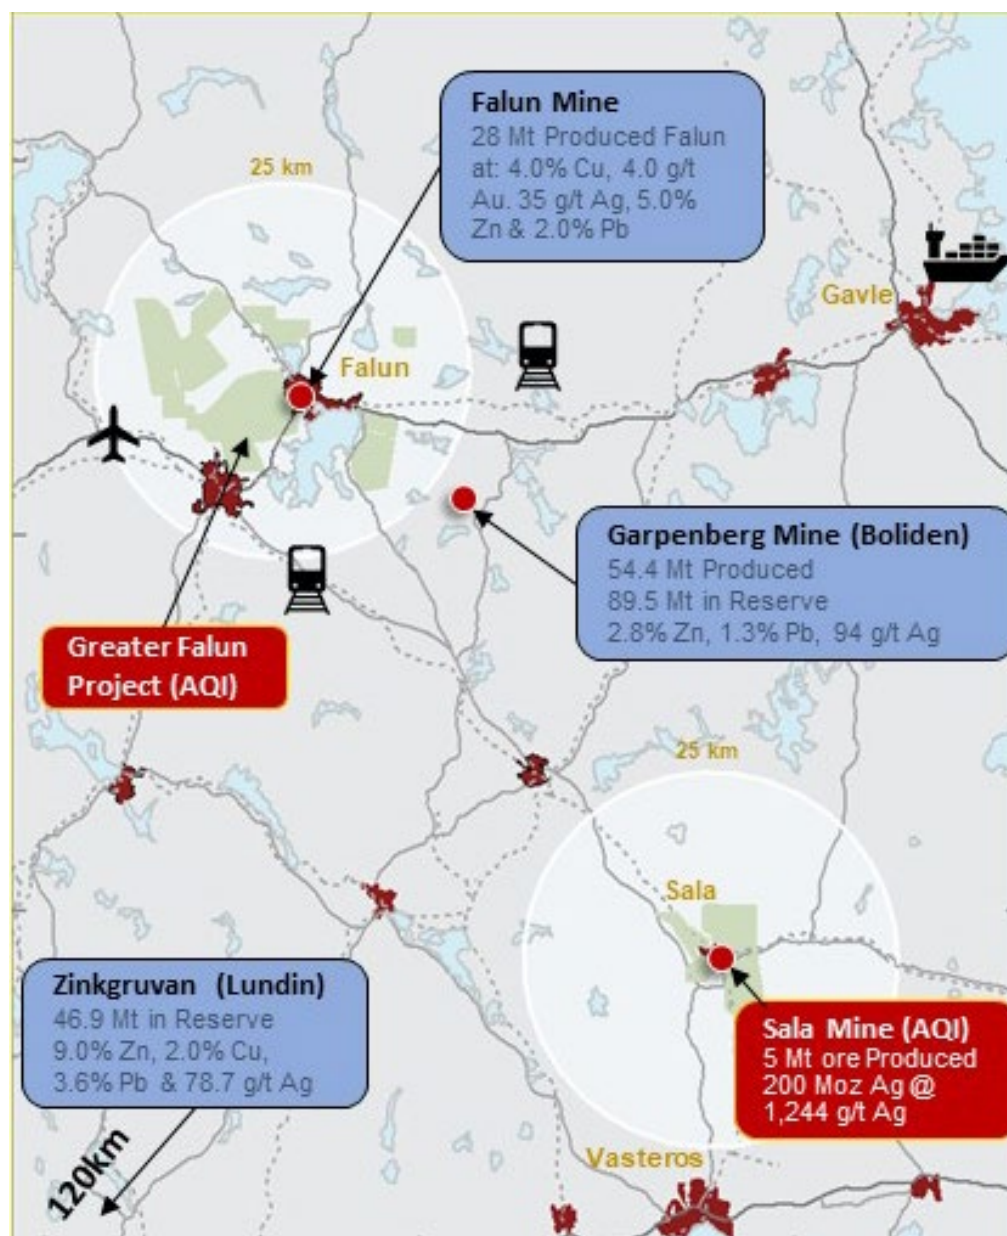 Falun Mine
28 Mt Produced Falun
at: 4.0% Cu, 4.0 g/t
Au. 35 g/t Ag, 5.0%
Zn & 2.0% Pb
25 km
Gavle
Falun
Garpenberg Mine (Boliden)
54.4 Mt Produced
89.5 Mt in Reserve
2.8% Zn, 1.3% Pb, 94 g/t Ag
Greater Falun
Project (AQI)
25 km
Sala
Zinkgruvan (Lundin)
46.9 Mt in Reserve
9.0% Zn, 2.0% Cu,
3.6% Pb & 78.7 g/t Ag
Sala Mine (AQI)
5 Mt ore Produced
200 Moz Ag @
1,244 g/t Ag
Vasteros
120km